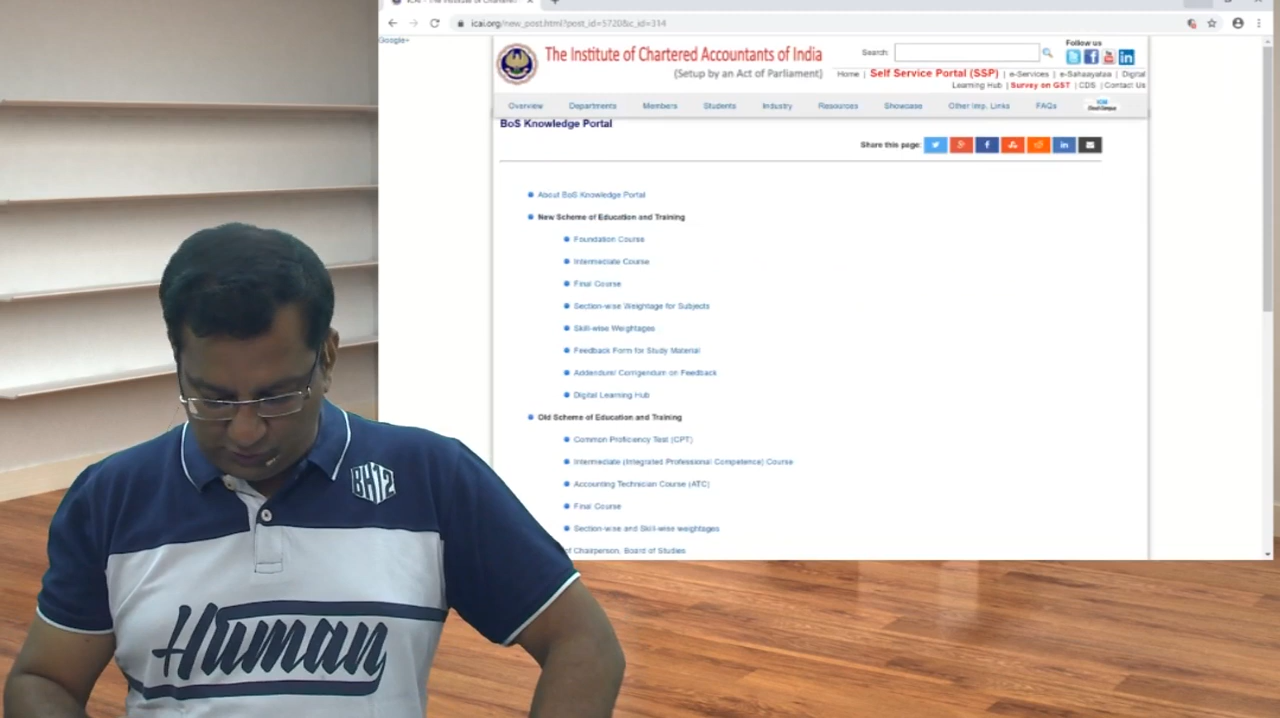 icai.org/new_post.html?post_id=5720&c_id=314
Google+
The Institute of Chartered Accountants of India
(Setup by an Act of Parliament)
Search:
Follow us
Home | Self Service Portal (SSP) | e-Services | e-Sahaayataa | Digital
Learning Hub | Survey on GST | CDS | Contact Us
Overview Departments Members Students Industry Resources Showcase Other Imp. Links FAQs
BoS Knowledge Portal
Share this page:
About BoS Knowledge Portal
New Scheme of Education and Training
Foundation Course
Intermediate Course
Final Course
Section-wise Weightage for Subjects
Skill-wise Weightages
Feedback Form for Study Material
Addendum/ Corrigendum on Feedback
Digital Learning Hub
Old Scheme of Education and Training
Common Proficiency Test (CPT)
Intermediate (Integrated Professional Competence) Course
Accounting Technician Course (ATC)
Final Course
Section-wise and Skill-wise weightages
of Chairperson, Board of Studies
BH12
Human